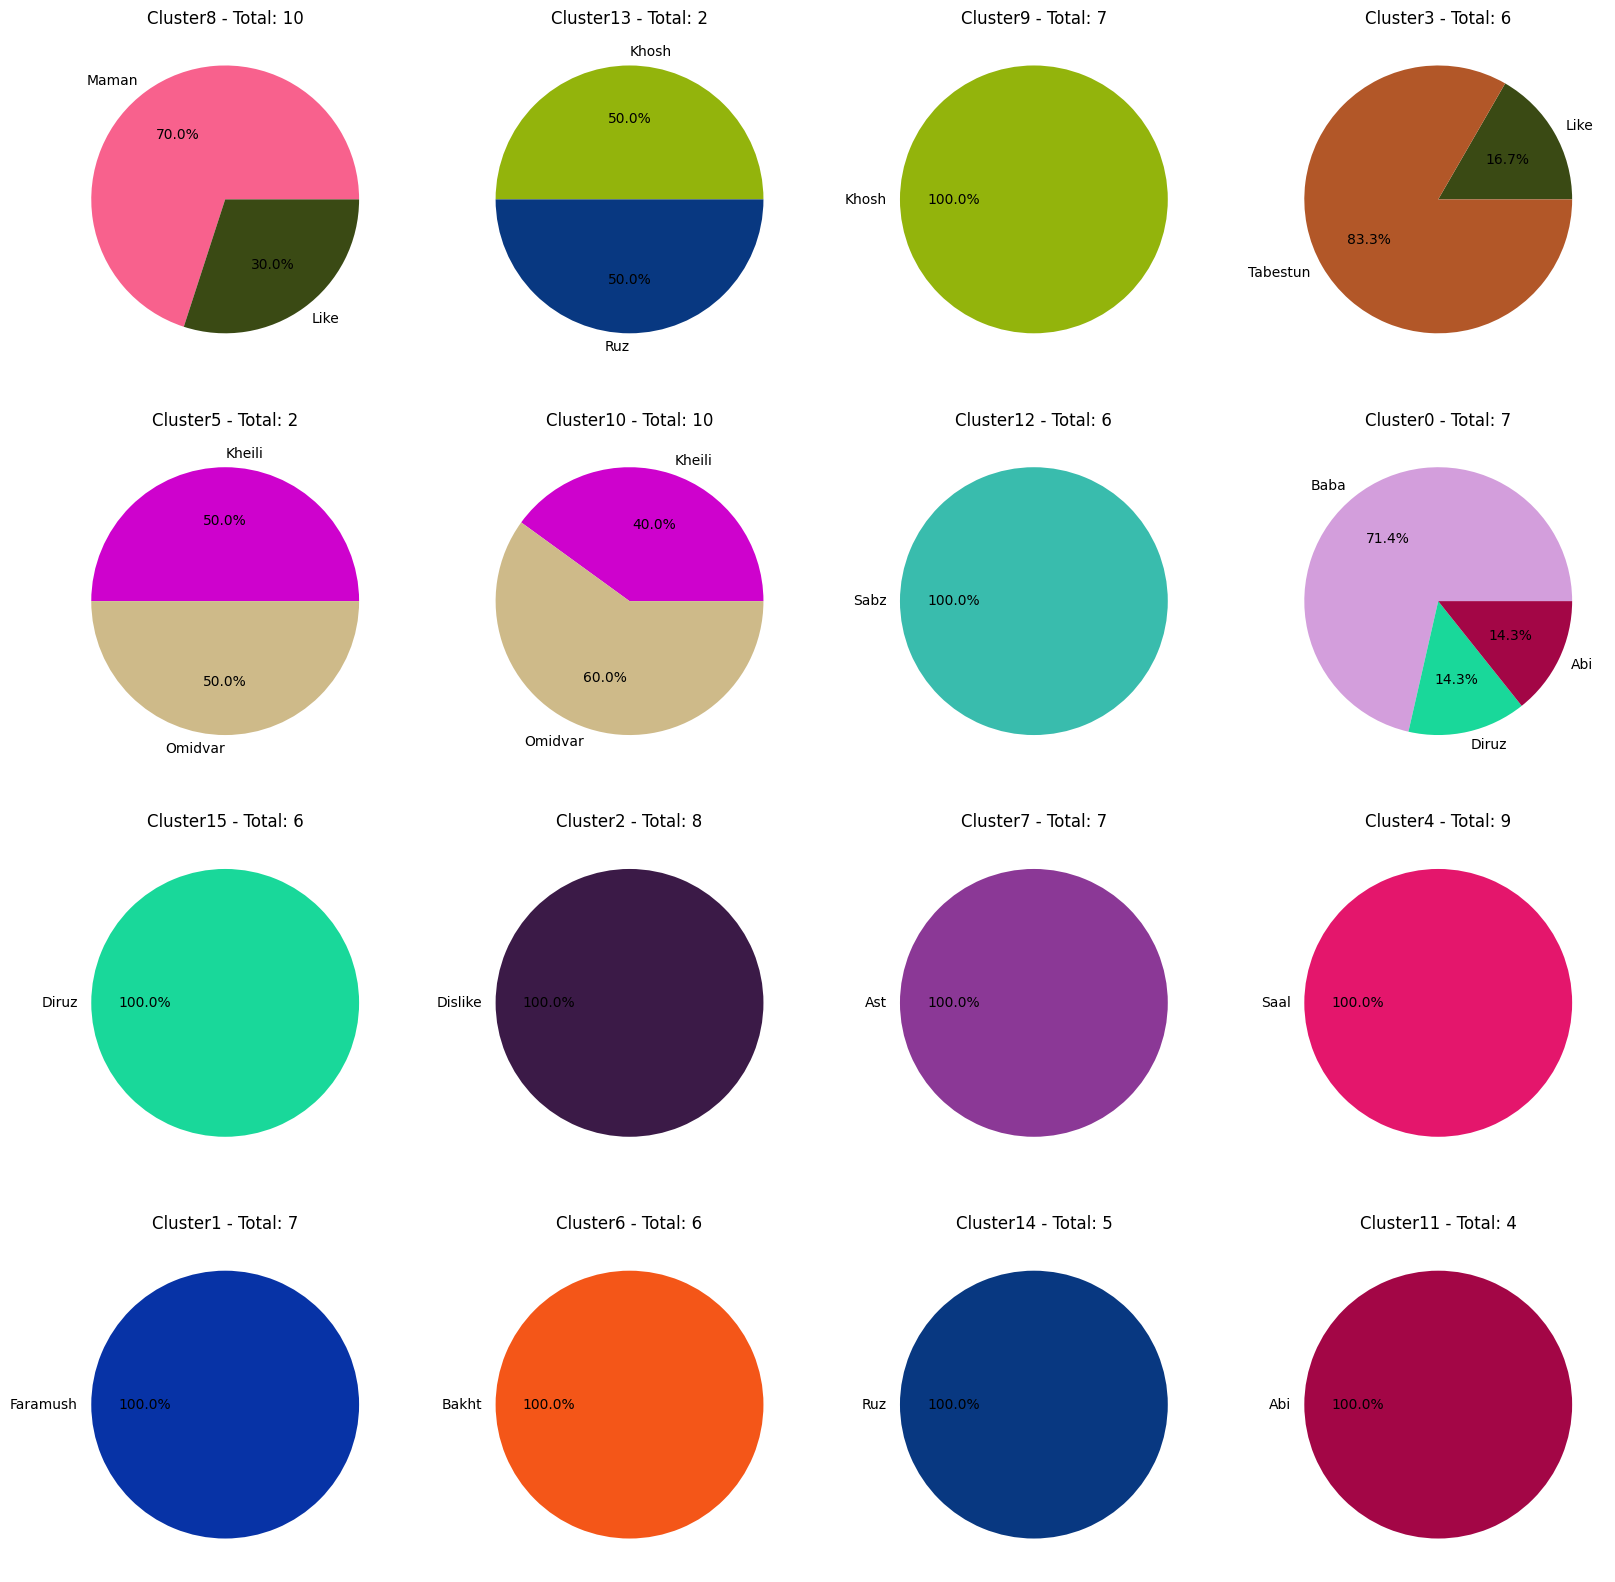 Cluster8 - Total: 10
Maman
70.0%
30.0%
Like
Cluster13 - Total: 2
Khosh
50.0%
50.0%
Ruz
Cluster9 - Total: 7
Khosh
100.0%
Cluster3 - Total: 6
Like
16.7%
83.3%
Tabestun
Cluster5 - Total: 2
Kheili
50.0%
50.0%
Omidvar
Cluster10 - Total: 10
Kheili
40.0%
60.0%
Omidvar
Cluster12 - Total: 6
Sabz
100.0%
Cluster0 - Total: 7
Baba
71.4%
14.3%
Abi
14.3%
Diruz
Cluster15 - Total: 6
Diruz
100.0%
Cluster2 - Total: 8
Dislike
100.0%
Cluster7 - Total: 7
Ast
100.0%
Cluster4 - Total: 9
Saal
100.0%
Cluster1 - Total: 7
Faramush
100.0%
Cluster6 - Total: 6
Bakht
100.0%
Cluster14 - Total: 5
Ruz
100.0%
Cluster11 - Total: 4
Abi
100.0%